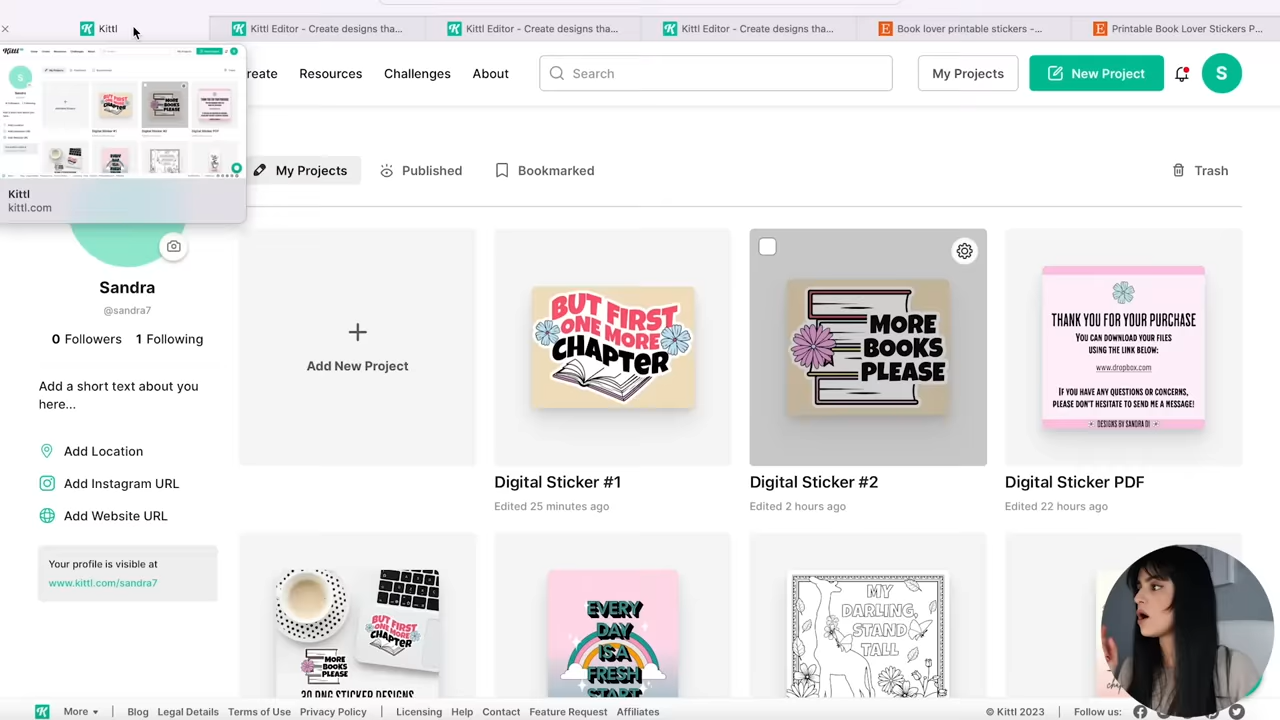 Kittl
Kittl Editor - Create designs tha...
Kittl Editor - Create designs tha...
Kittl Editor - Create designs tha...
Book lover printable stickers -...
Printable Book Lover Stickers P...
Kittl
kittl.com
reate
Resources
Challenges
About
Search
My Projects
New Project
S
My Projects
Published
Bookmarked
Trash
Sandra
@sandra7
0 Followers 1 Following
Add a short text about you
here...
Add Location
Add Instagram URL
Add Website URL
Your profile is visible at
www.kittl.com/sandra7
Add New Project
BUT FIRST
ONE MORE
CHAPTER
Digital Sticker #1
Edited 25 minutes ago
MORE
BOOKS
PLEASE
Digital Sticker #2
Edited 2 hours ago
THANK YOU FOR YOUR PURCHASE
YOU CAN DOWNLOAD YOUR FILES
USING THE LINK BELOW:
www.dropbox.com
IF YOU HAVE ANY QUESTIONS OR CONCERNS,
PLEASE DON'T HESITATE TO SEND ME A MESSAGE!
DESIGNS BY SANDRA DI
Digital Sticker PDF
Edited 22 hours ago
BUT FIRST
ONE MORE
CHAPTER
MORE
BOOKS
PLEASE
30 PNG STICKER DESIGNS
EVERY
DAY
IS A
FRESH
START
MY
DARLING,
STAND
TALL
More
Blog
Legal Details
Terms of Use
Privacy Policy
Licensing
Help
Contact
Feature Request
Affiliates
© Kittl 2023
Follow us: